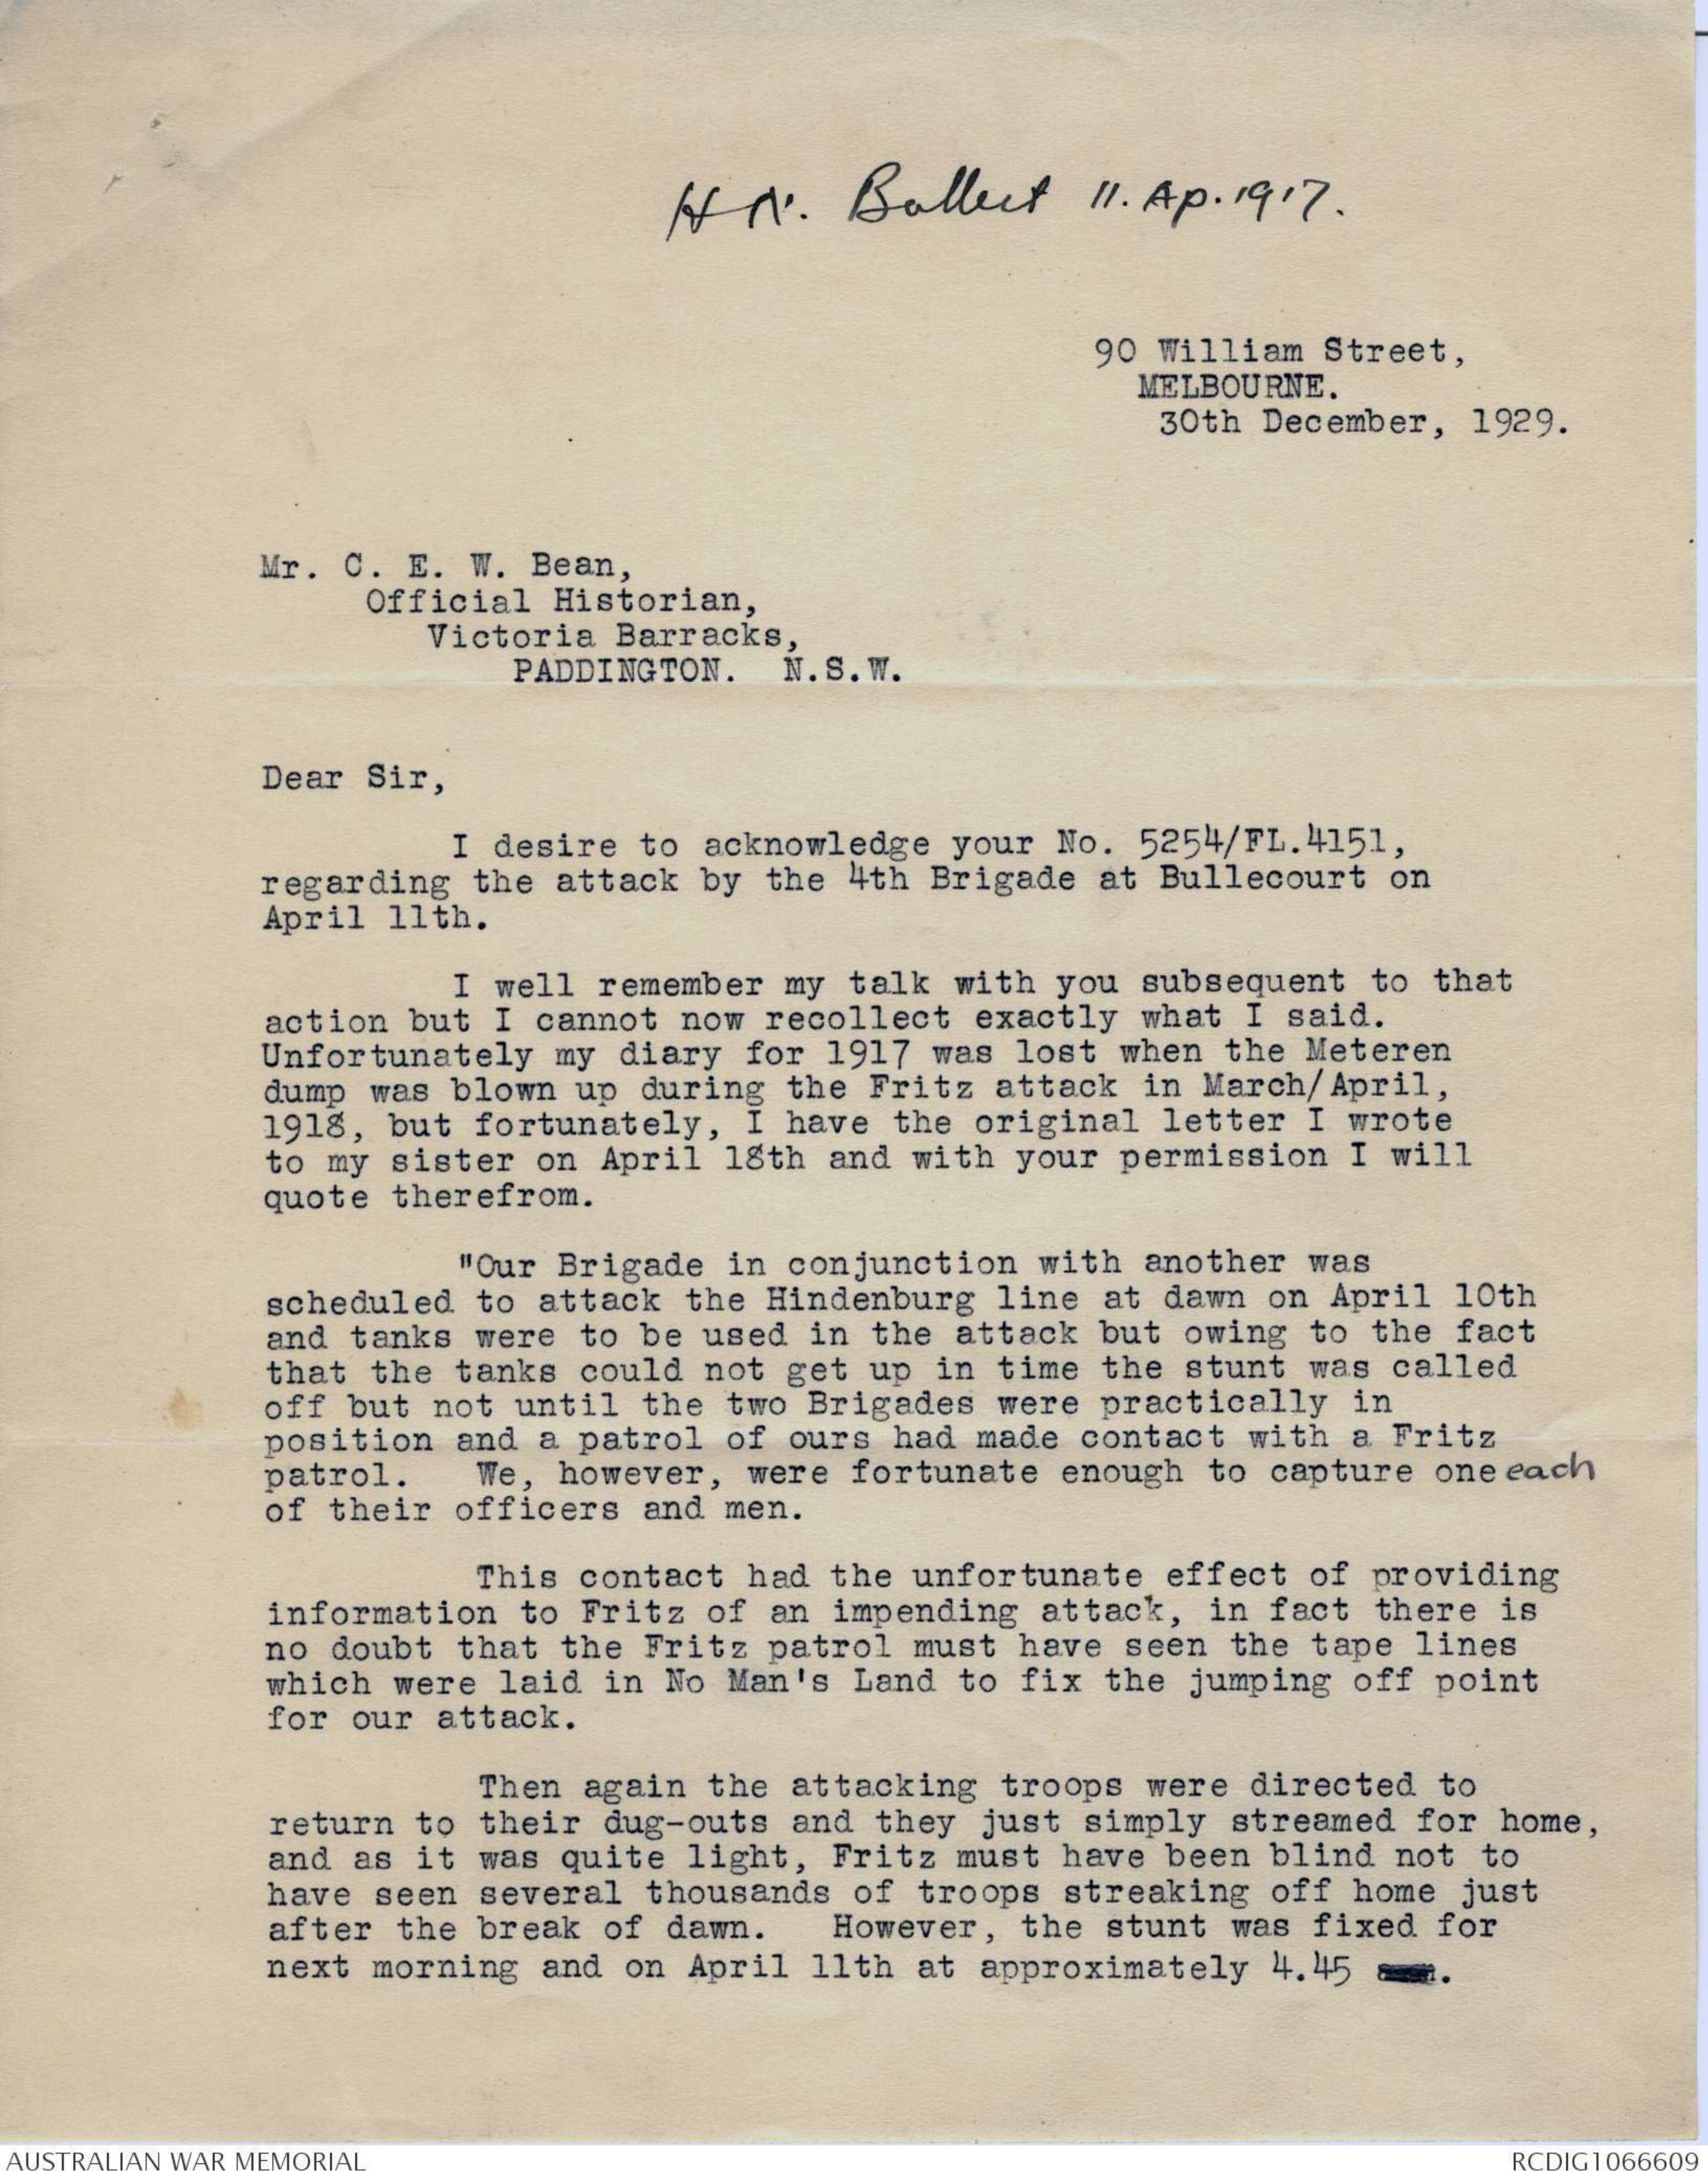 H N. Bullect 11. Ap. 1917.
90 William Street,
MELBOURNE.
30th December, 1929.
Mr. C. E. W. Bean,
Official Historian,
Victoria Barracks,
PADDINGTON. N.S.W.
Dear Sir,
I desire to acknowledge your No. 5254/FL.4151,
regarding the attack by the 4th Brigade at Bullecourt on
April 11th.
I well remember my talk with you subsequent to that
action but I cannot now recollect exactly what I said.
Unfortunately my diary for 1917 was lost when the Meteren
dump was blown up during the Fritz attack in March/April,
1918, but fortunately, I have the original letter I wrote
to my sister on April 18th and with your permission I will
quote therefrom.
"Our Brigade in conjunction with another was
scheduled to attack the Hindenburg line at dawn on April 10th
and tanks were to be used in the attack but owing to the fact
that the tanks could not get up in time the stunt was called
off but not until the two Brigades were practically in
position and a patrol of ours had made contact with a Fritz
patrol. We, however, were fortunate enough to capture one each
of their officers and men.
This contact had the unfortunate effect of providing
information to Fritz of an impending attack, in fact there is
no doubt that the Fritz patrol must have seen the tape lines
which were laid in No Man's Land to fix the jumping off point
for our attack.
Then again the attacking troops were directed to
return to their dug-outs and they just simply streamed for home,
and as it was quite light, Fritz must have been blind not to
have seen several thousands of troops streaking off home just
after the break of dawn. However, the stunt was fixed for
next morning and on April 11th at approximately 4.45 .
AUSTRALIAN WAR MEMORIAL
RCDIG1066609